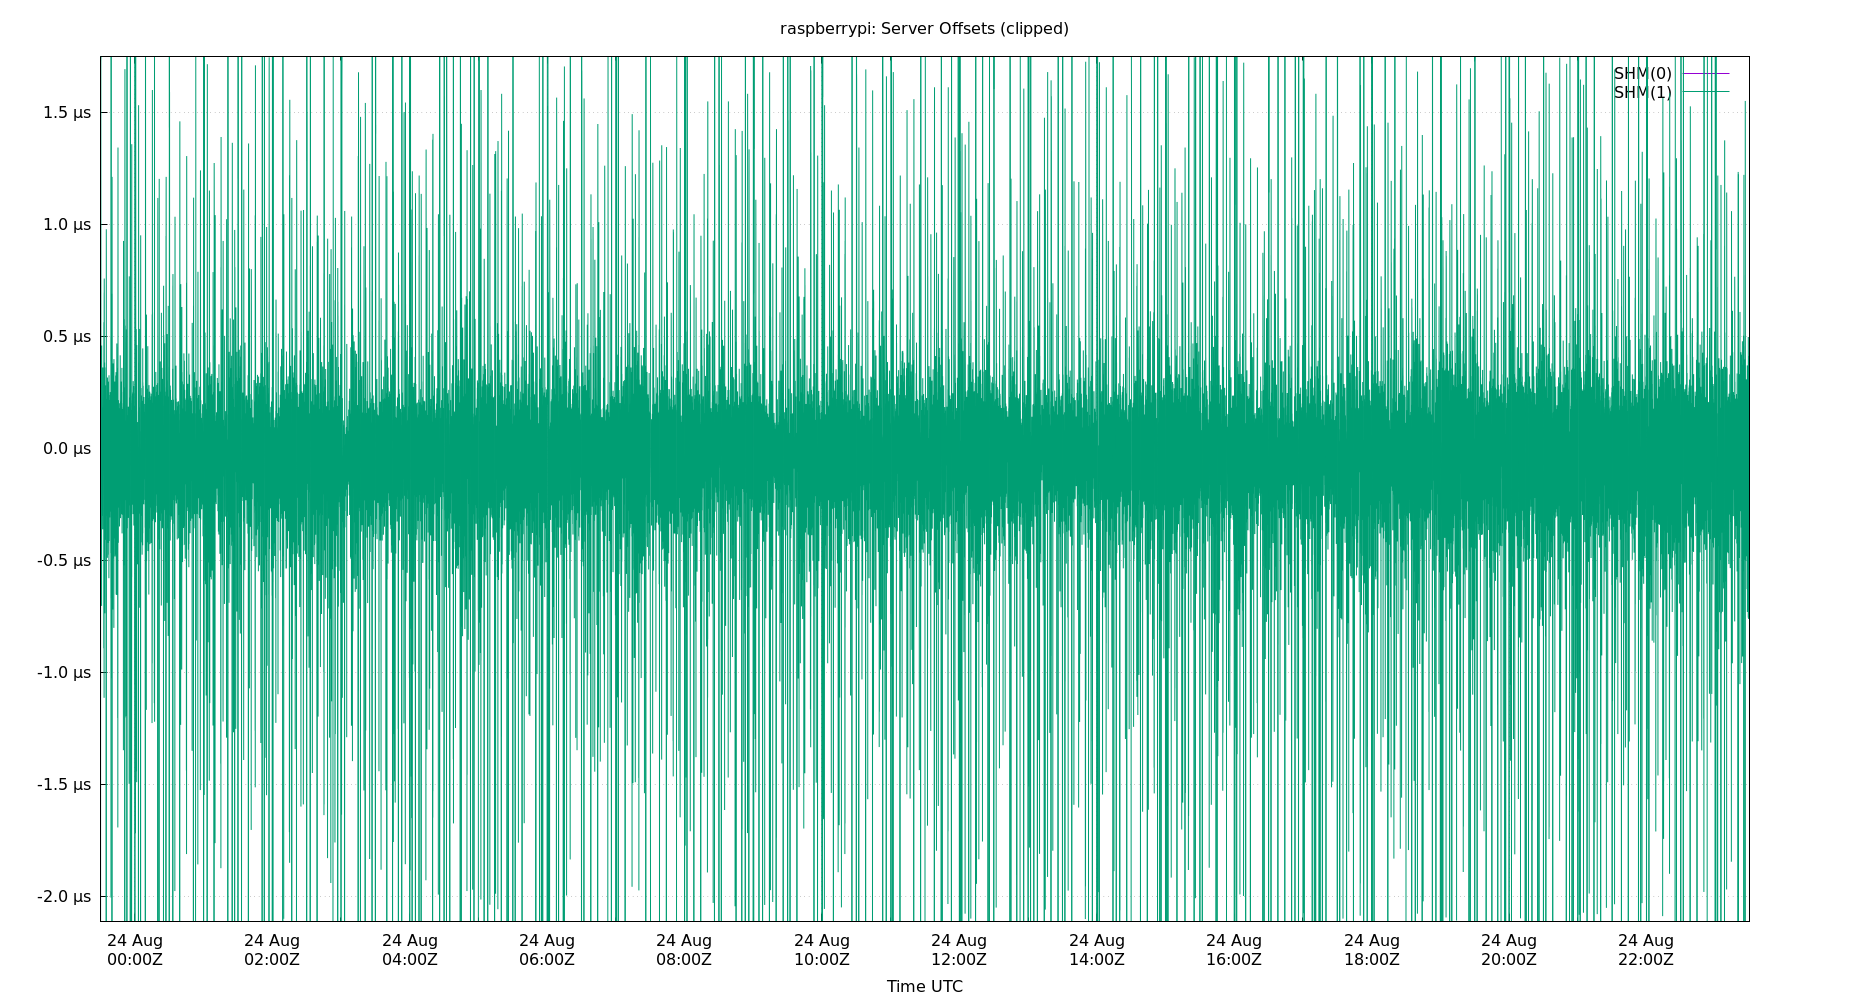 raspberrypi: Server Offsets (clipped)
SHM(0)
SHM(1)
1.5 µs
1.0 µs
0.5 µs
0.0 µs
-0.5 µs
-1.0 µs
-1.5 µs
-2.0 µs
24 Aug 24 Aug 24 Aug 24 Aug 24 Aug 24 Aug 24 Aug 24 Aug 24 Aug 24 Aug 24 Aug 24 Aug
00:00Z 02:00Z 04:00Z 06:00Z 08:00Z 10:00Z 12:00Z 14:00Z 16:00Z 18:00Z 20:00Z 22:00Z
Time UTC